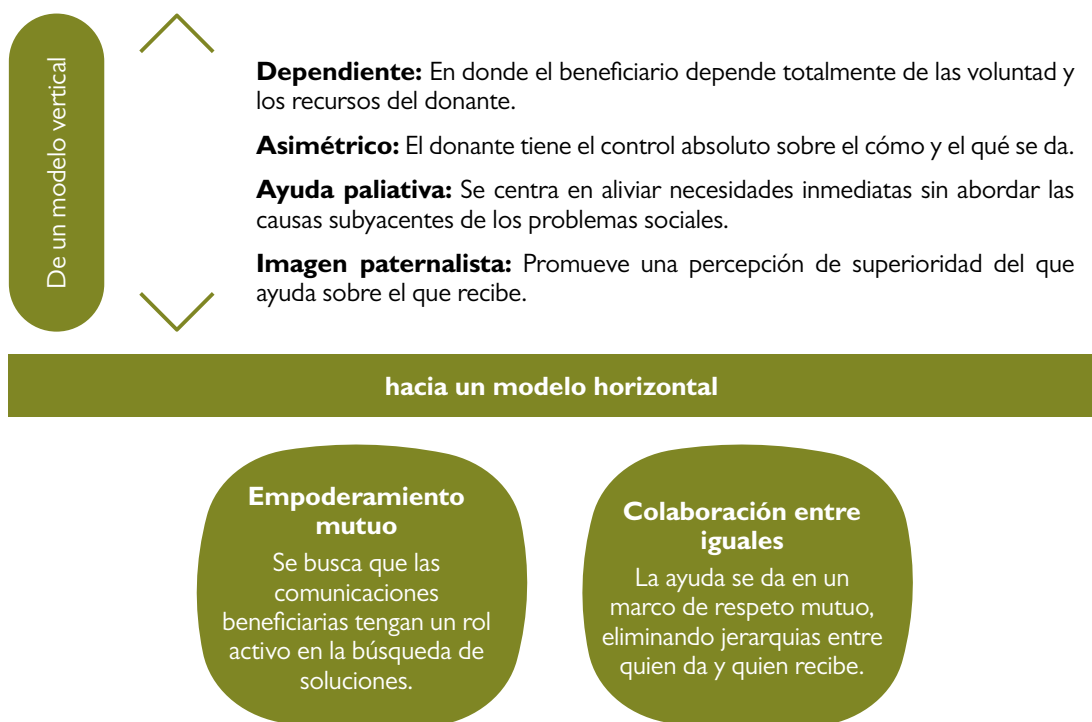 De un modelo vertical
Dependiente: En donde el beneficiario depende totalmente de las voluntad y
los recursos del donante.
Asimétrico: El donante tiene el control absoluto sobre el cómo y el qué se da.
Ayuda paliativa: Se centra en aliviar necesidades inmediatas sin abordar las
causas subyacentes de los problemas sociales.
Imagen paternalista: Promueve una percepción de superioridad del que
ayuda sobre el que recibe.
hacia un modelo horizontal
Empoderamiento
mutuo
Se busca que las
comunicaciones
beneficiarias tengan un rol
activo en la búsqueda de
soluciones.
Colaboración entre
iguales
La ayuda se da en un
marco de respeto mutuo,
eliminando jerarquias entre
quien da y quien recibe.